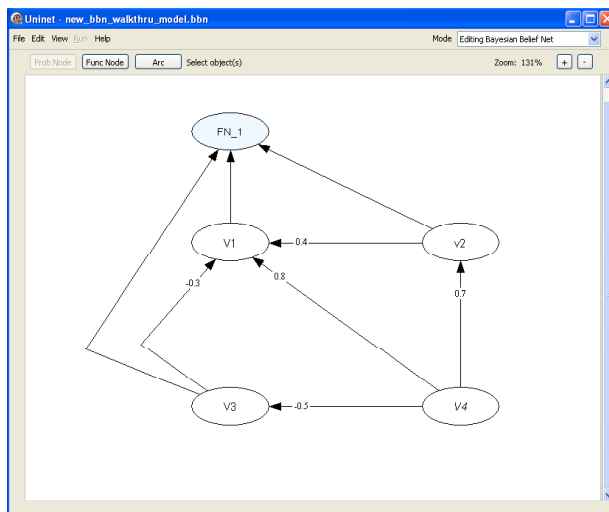 Uninet - new_bbn_walkthru_model.bbn
File Edit View Run Help Mode Editing Bayesian Belief Net
Prob Node Func Node Arc Select object(s) Zoom: 131% + -
FN_1
V1 0.4 v2
-0.3 0.8 0.7
V3 -0.5 V4